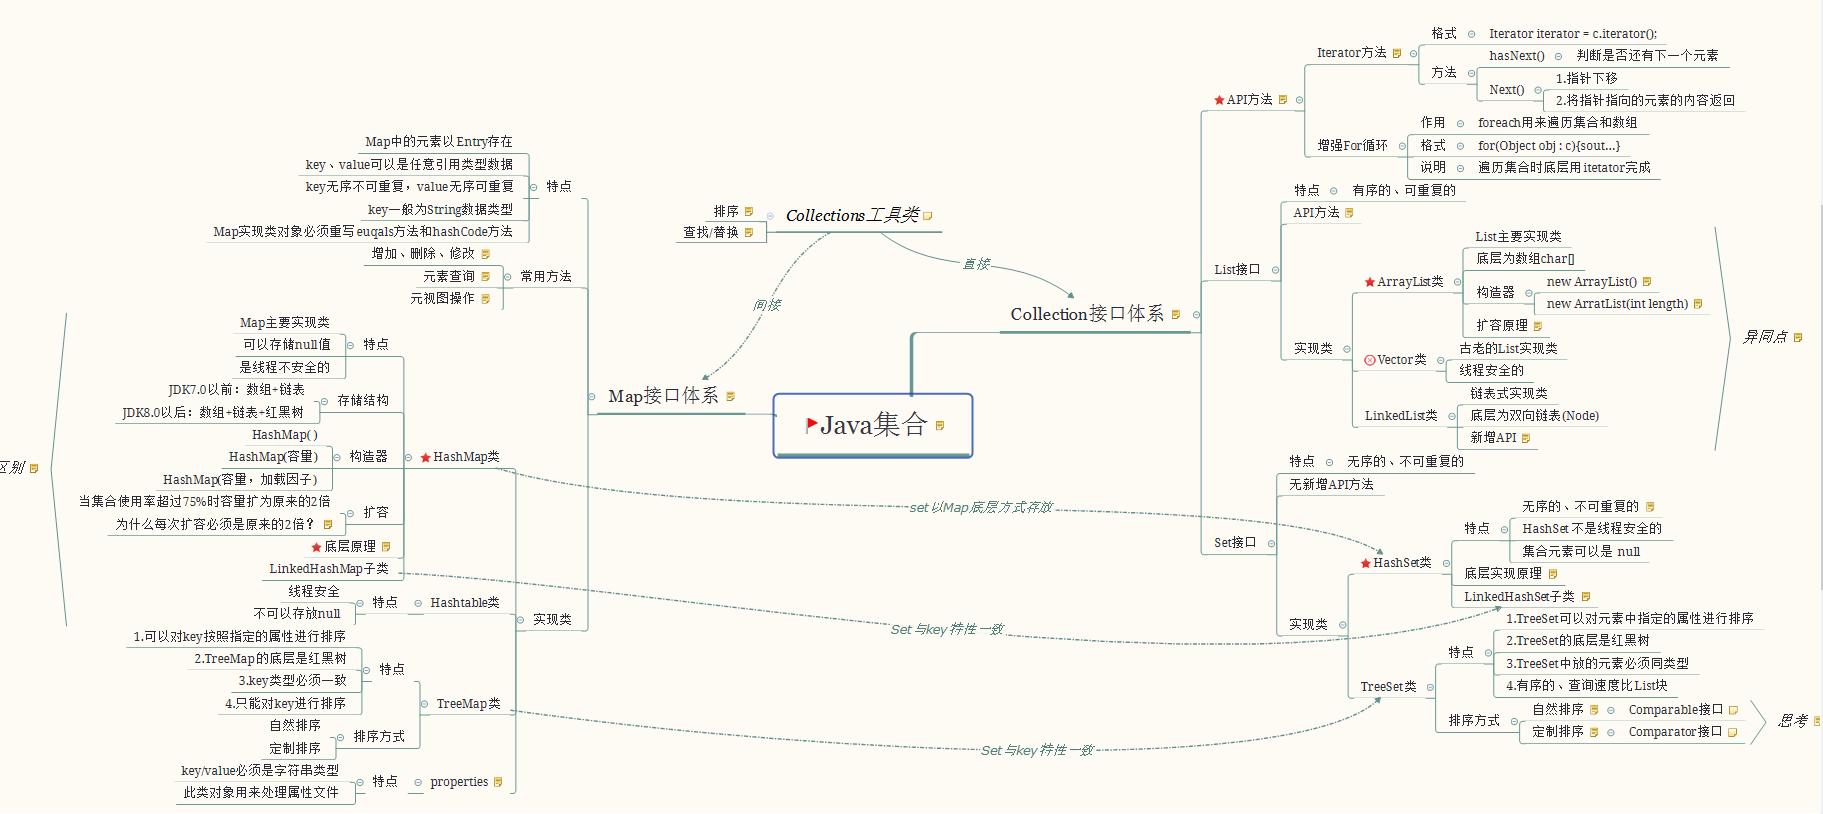 Java集合
Collections工具类
排序
查找/替换
直接
间接
Collection接口体系
API方法
Iterator方法
格式
Iterator iterator = c.iterator();
方法
hasNext()
判断是否还有下一个元素
Next()
1.指针下移
2.将指针指向的元素的内容返回
增强For循环
作用
foreach用来遍历集合和数组
格式
for(Object obj : c){sout...}
说明
遍历集合时底层用itetator完成
List接口
特点
有序的、可重复的
API方法
实现类
ArrayList类
List主要实现类
底层为数组char[]
构造器
new ArrayList()
new ArratList(int length)
扩容原理
Vector类
古老的List实现类
线程安全的
LinkedList类
链表式实现类
底层为双向链表(Node)
新增API
异同点
Set接口
特点
无序的、不可重复的
无新增API方法
实现类
HashSet类
特点
无序的、不可重复的
HashSet不是线程安全的
集合元素可以是 null
底层实现原理
LinkedHashSet子类
TreeSet类
特点
1.TreeSet可以对元素中指定的属性进行排序
2.TreeSet的底层是红黑树
3.TreeSet中放的元素必须同类型
4.有序的、查询速度比List块
排序方式
自然排序
Comparable接口
定制排序
Comparator接口
思考
Map接口体系
特点
Map中的元素以Entry存在
key、value可以是任意引用类型数据
key无序不可重复，value无序可重复
key一般为String数据类型
Map实现类对象必须重写euqals方法和hashCode方法
常用方法
增加、删除、修改
元素查询
元视图操作
实现类
HashMap类
特点
Map主要实现类
可以存储null值
是线程不安全的
存储结构
JDK7.0以前：数组+链表
JDK8.0以后：数组+链表+红黑树
构造器
HashMap( )
HashMap(容量)
HashMap(容量，加载因子)
扩容
当集合使用率超过75%时容量扩为原来的2倍
为什么每次扩容必须是原来的2倍？
底层原理
LinkedHashMap子类
区别
Hashtable类
特点
线程安全
不可以存放null
TreeMap类
特点
1.可以对key按照指定的属性进行排序
2.TreeMap的底层是红黑树
3.key类型必须一致
4.只能对key进行排序
排序方式
自然排序
定制排序
properties
特点
key/value必须是字符串类型
此类对象用来处理属性文件
set以Map底层方式存放
Set与key特性一致
Set与key特性一致